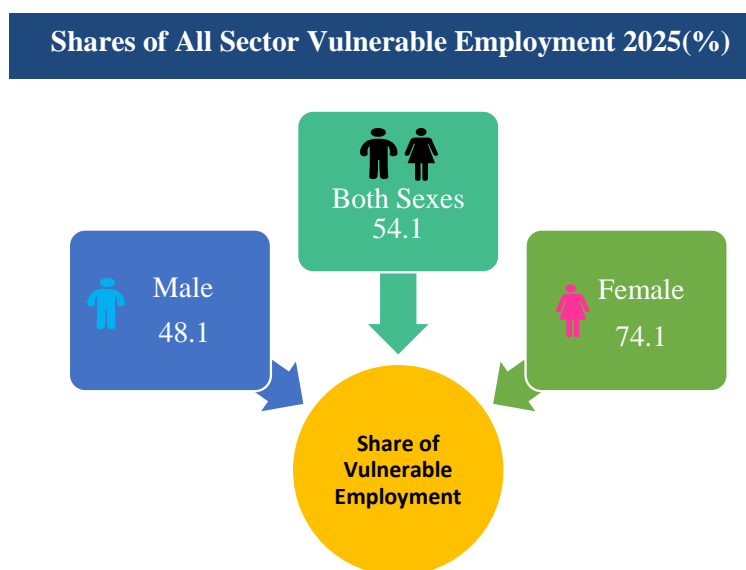 Shares of All Sector Vulnerable Employment 2025(%)
Both Sexes
54.1
Male
48.1
Female
74.1
Share of
Vulnerable
Employment